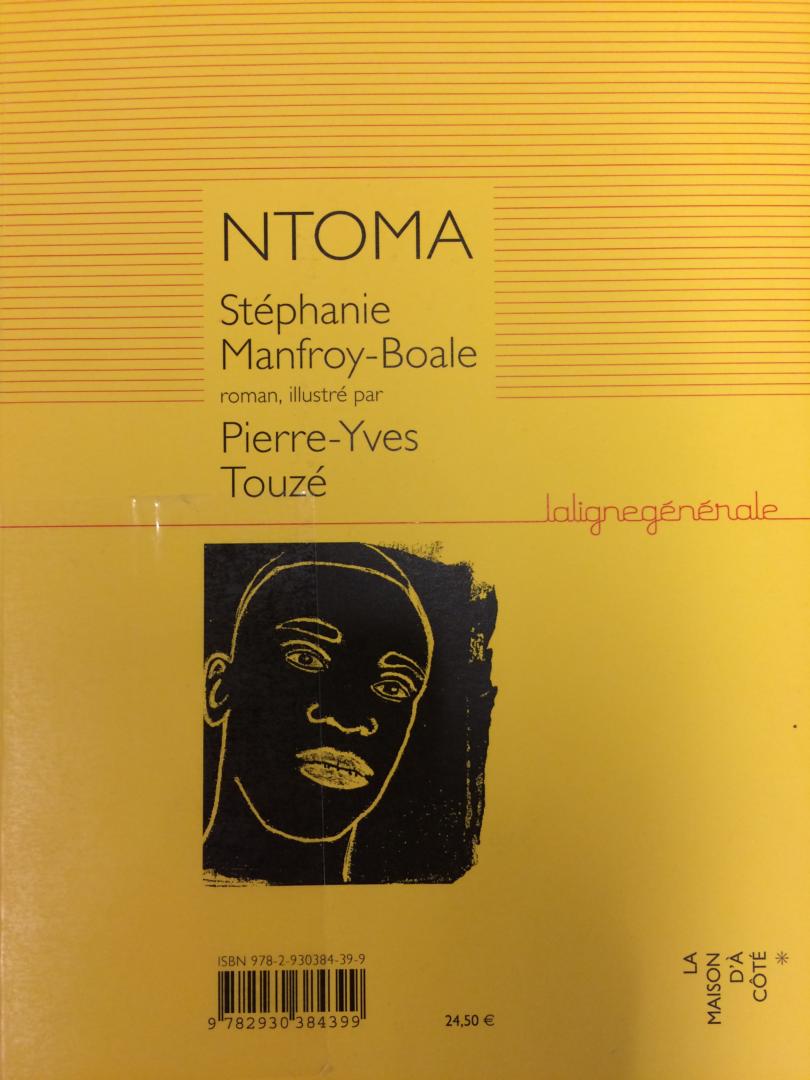 NTOMA
Stéphanie
Manfroy-Boale
roman, illustré par
Pierre-Yves
Touzé
lalignegénérale
ISBN 978-2-930384-39-9
9 782930 384399
24,50 €
LA
MAISON
D'À
CÔTÉ
*